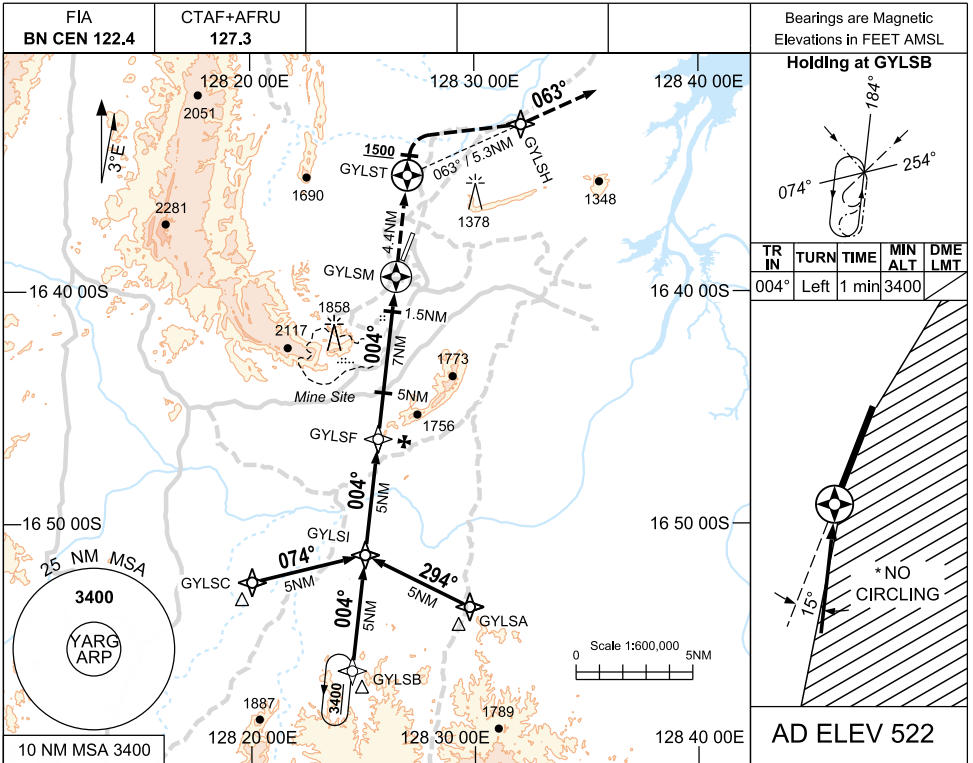 FIA
BN CEN 122.4
CTAF+AFRU
127.3
Bearings are Magnetic
Elevations in FEET AMSL
Holding at GYLSB
184°
254°
074°
TR IN
TURN
TIME
MIN ALT
DME LMT
004°
Left
1 min
3400
128 20 00E
128 30 00E
128 40 00E
2051
063°
3°E
1500
GYLST
063° / 5.3NM
GYLSH
1690
1378
1348
2281
4.4NM
GYLSM
16 40 00S
16 40 00S
1858
1.5NM
2117
004°
7NM
1773
Mine Site
5NM
1756
GYLSF
004°
5NM
16 50 00S
16 50 00S
GYLSI
25 NM MSA
074°
5NM
294°
5NM
GYLSC
3400
004°
5NM
GYLSA
YARG
ARP
Scale 1:600,000
0
5NM
GYLSB
3400
1887
1789
128 20 00E
128 30 00E
128 40 00E
10 NM MSA 3400
*NO
CIRCLING
15°
AD ELEV 522